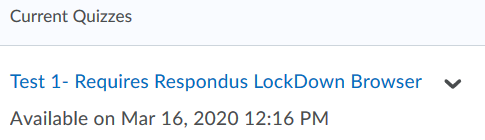 Current Quizzes
Test 1- Requires Respondus LockDown Browser
Available on Mar 16, 2020 12:16 PM